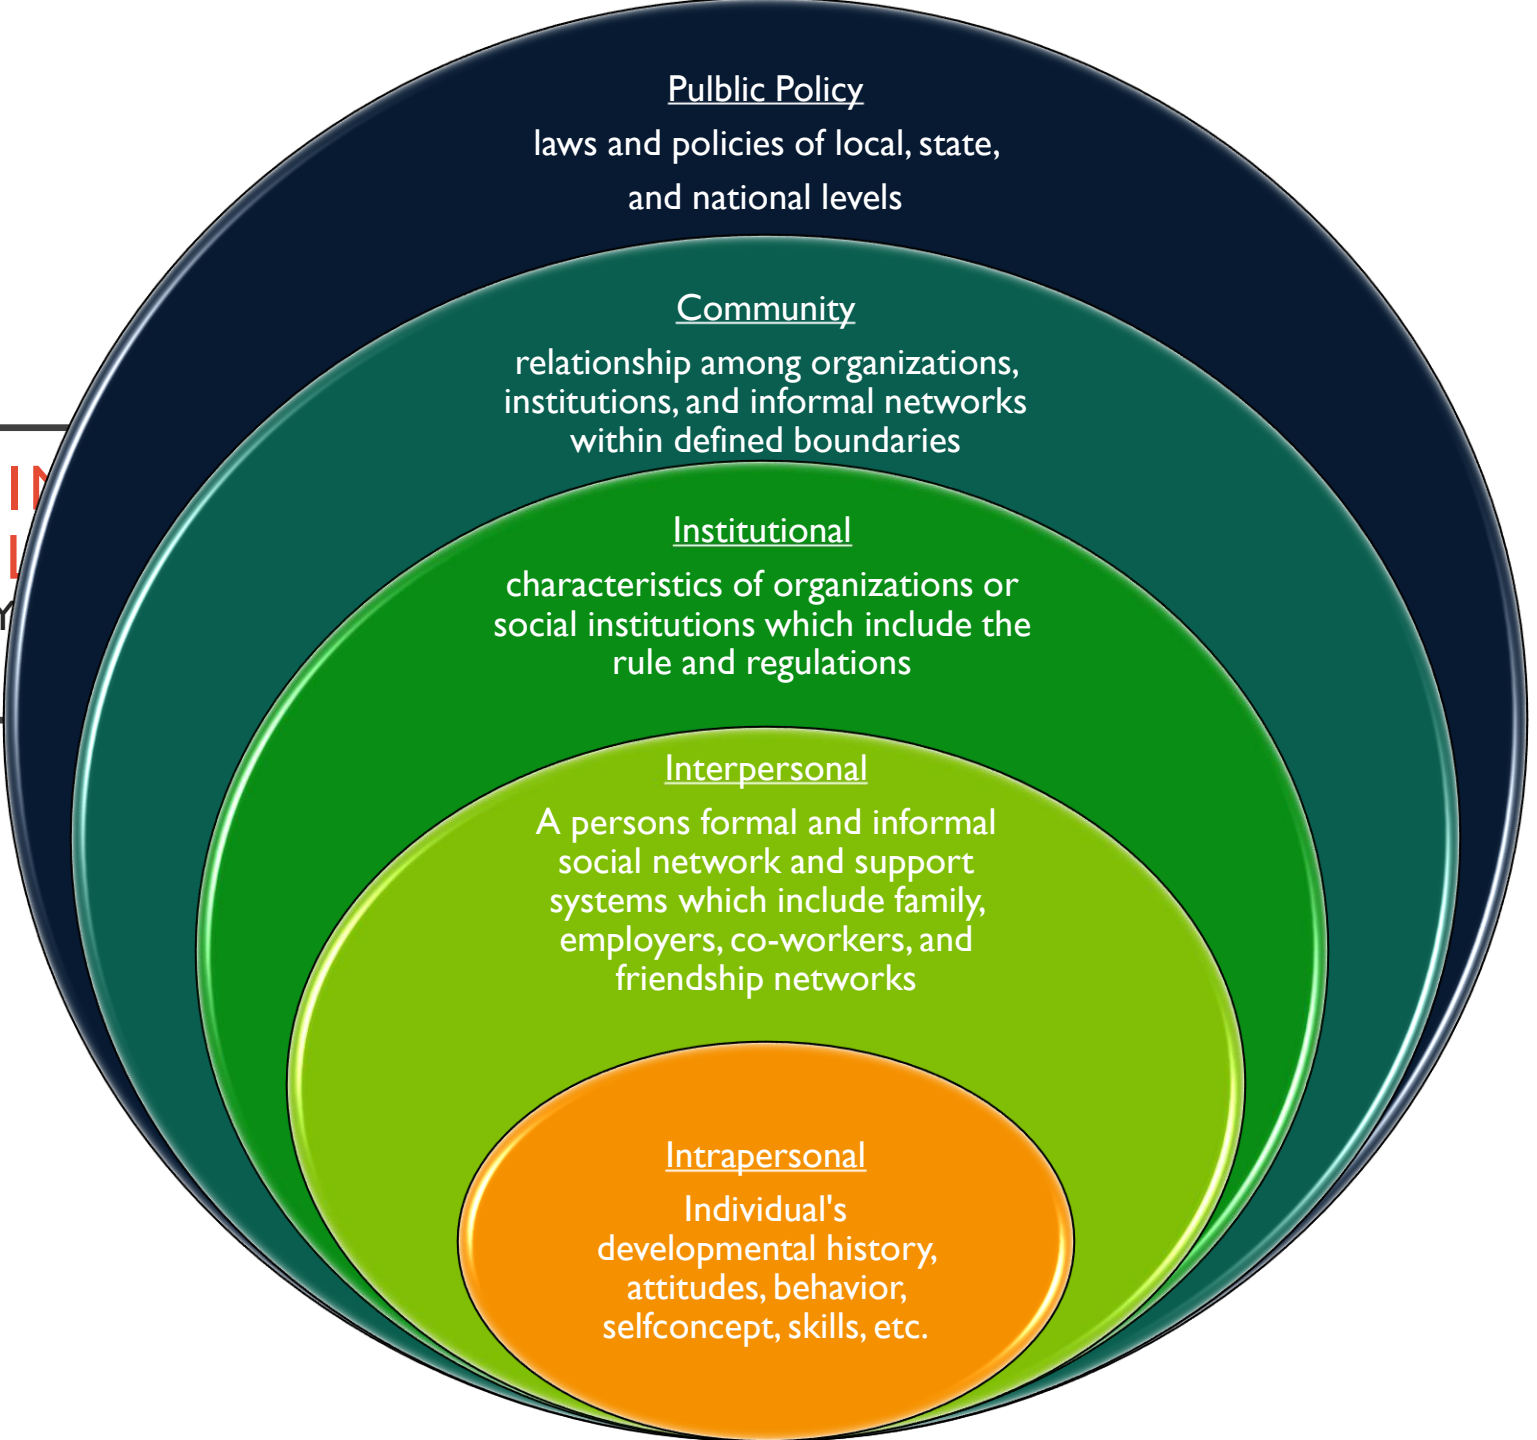 Pulblic Policy
laws and policies of local, state,
and national levels
Community
relationship among organizations,
institutions, and informal networks
within defined boundaries
Institutional
characteristics of organizations or
social institutions which include the
rule and regulations
Interpersonal
A persons formal and informal
social network and support
systems which include family,
employers, co-workers, and
friendship networks
Intrapersonal
Individual's
developmental history,
attitudes, behavior,
selfconcept, skills, etc.